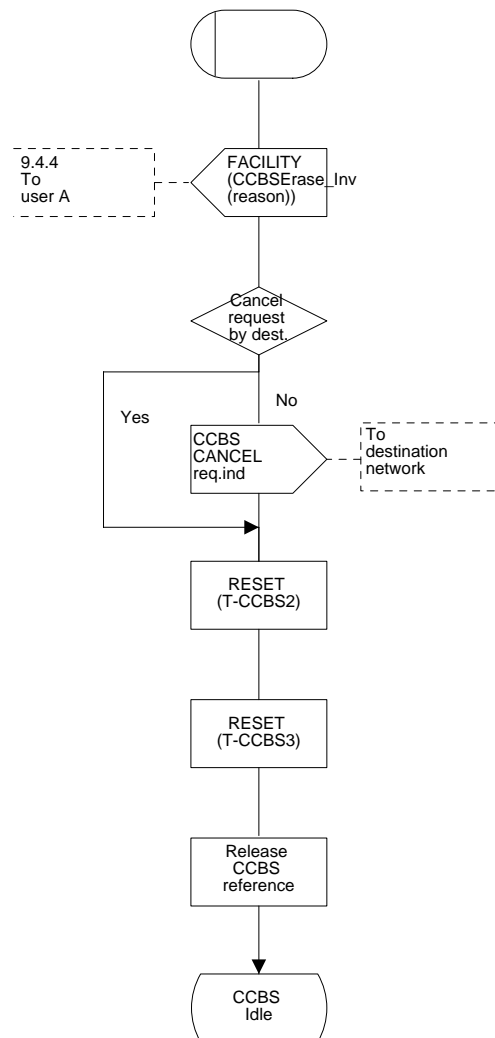 9.4.4
To
user A
FACILITY
(CCBSErase_Inv
(reason))
Cancel
request
by dest.
Yes
No
CCBS
CANCEL
req.ind
To
destination
network
RESET
(T-CCBS2)
RESET
(T-CCBS3)
Release
CCBS
reference
CCBS
Idle